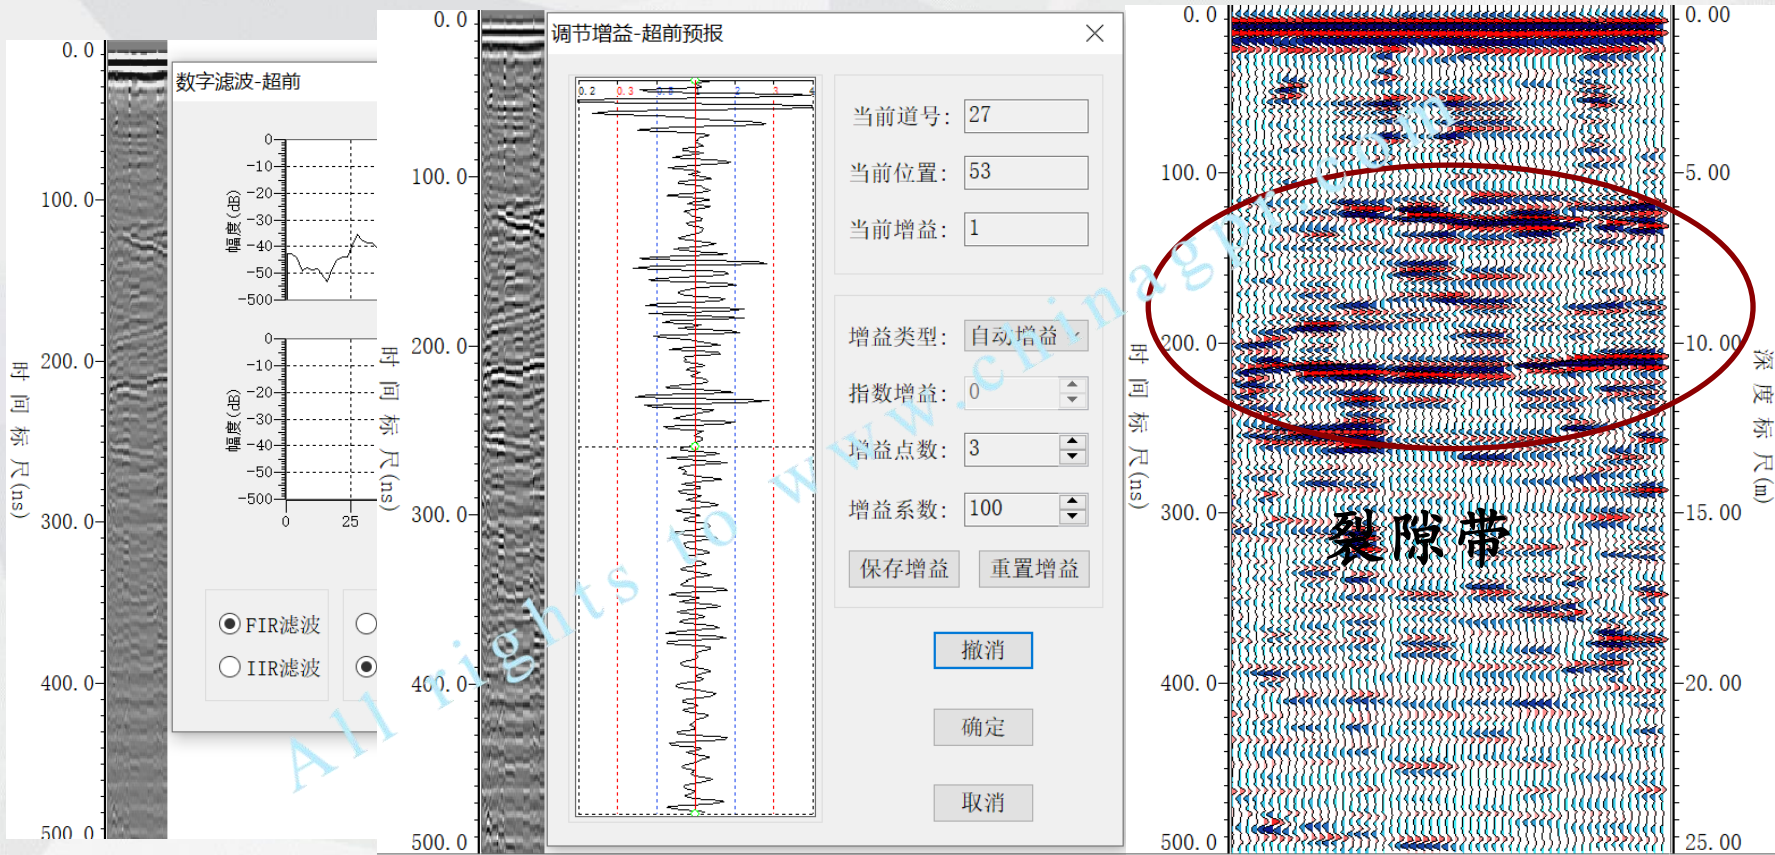 0.0
100.0
200.0
300.0
400.0
500.0
时间标尺(ns)
数字滤波-超前
0
-10
-20
-30
-40
-50
-500
幅度(dB)
0
-10
-20
-30
-40
-50
-500
幅度(dB)
0 25
FIR滤波
IIR滤波
0.0
100.0
200.0
300.0
400.0
500.0
时间标尺(ns)
调节增益-超前预报
0.2 0.3 0.5 1 2 3 4
当前道号: 27
当前位置: 53
当前增益: 1
增益类型: 自动增益
指数增益: 0
增益点数: 3
增益系数: 100
保存增益 重置增益
撤消
确定
取消
0.0
100.0
200.0
300.0
400.0
500.0
时间标尺(ns)
裂隙带
0.00
5.00
10.00
15.00
20.00
25.00
深度标尺(m)
All rights to www.chinagpr.com